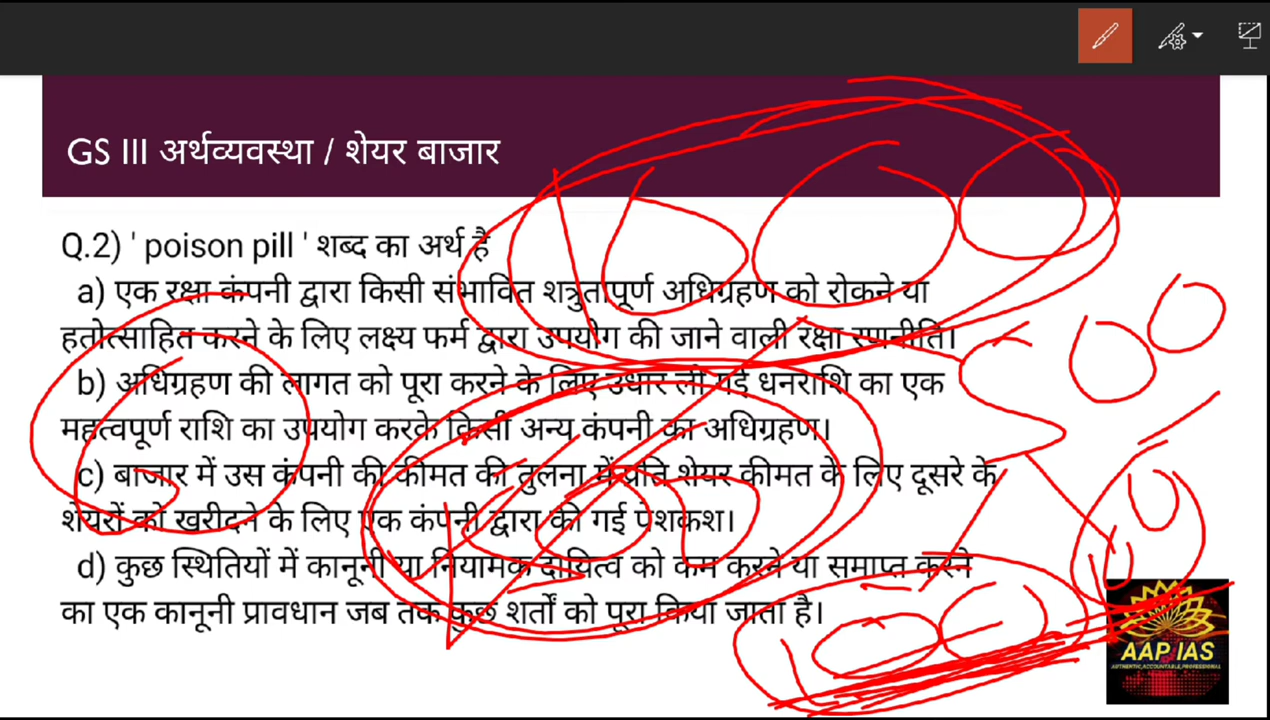 GS III अर्थव्यवस्था / शेयर बाजार
Q.2) ' poison pill ' शब्द का अर्थ है
a) एक रक्षा कंपनी द्वारा किसी संभावित शत्रुतापूर्ण अधिग्रहण को रोकने या
हतोत्साहित करने के लिए लक्ष्य फर्म द्वारा उपयोग की जाने वाली रक्षा रणनीति।
b) अधिग्रहण की लागत को पूरा करने के लिए उधार ली गई धनराशि का एक
महत्वपूर्ण राशि का उपयोग करके किसी अन्य कंपनी का अधिग्रहण।
c) बाजार में उस कंपनी की कीमत की तुलना में प्रति शेयर कीमत के लिए दूसरे के
शेयरों को खरीदने के लिए एक कंपनी द्वारा की गई पेशकश।
d) कुछ स्थितियों में कानूनी या नियामक दायित्व को कम करने या समाप्त करने
का एक कानूनी प्रावधान जब तक कुछ शर्तों को पूरा किया जाता है।
AAP IAS
AUTHENTIC,ACCOUNTABLE,PROFESSIONAL